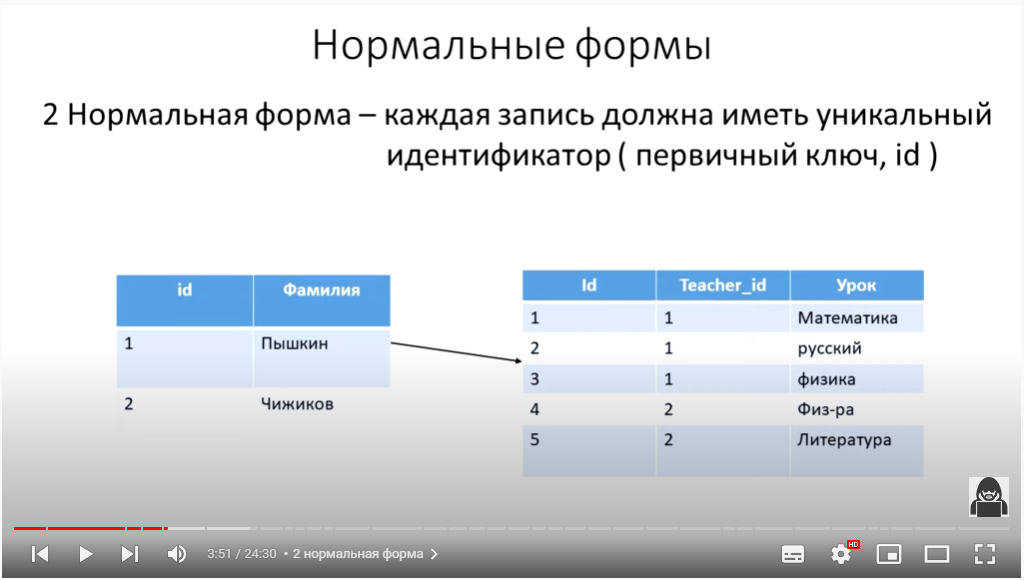 Нормальные формы
2 Нормальная форма – каждая запись должна иметь уникальный
идентификатор ( первичный ключ, id )
id Фамилия
1 Пышкин
2 Чижиков
Id Teacher_id Урок
1 1 Математика
2 1 русский
3 1 физика
4 2 Физ-ра
5 2 Литература
3:51 / 24:30 • 2 нормальная форма
HD